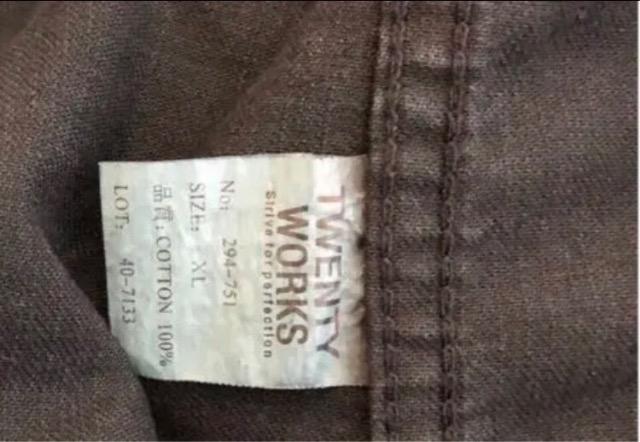 TWENTY
WORKS
Strive for perfection
No: 294-751
SIZE: XL
品質:COTTON 100%
LOT: 40-7133